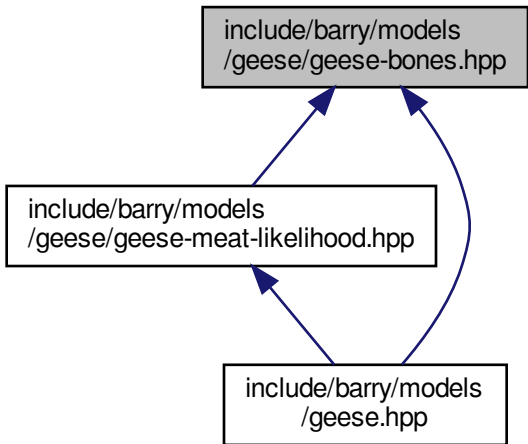 include/barry/models
/geese/geese-bones.hpp
include/barry/models
/geese/geese-meat-likelihood.hpp
include/barry/models
/geese.hpp